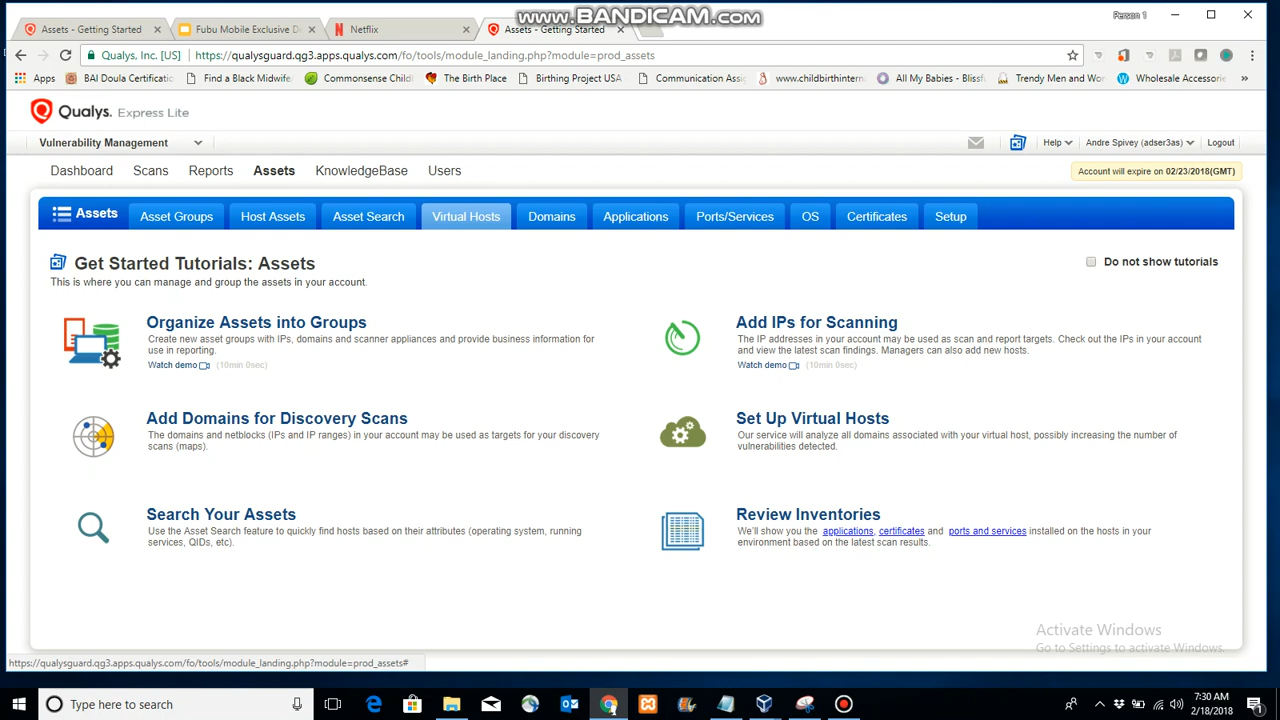 www.BANDICAM.com
Person 1
Assets - Getting Started
Fubu Mobile Exclusive D
Netflix
Assets - Getting Started
Qualys, Inc. [US]
https://qualysguard.qg3.apps.qualys.com/fo/tools/module_landing.php?module=prod_assets
Apps
BAI Doula Certificati
Find a Black Midwife
Commonsense Child
The Birth Place
Birthing Project USA
Communication Assi
www.childbirthintern
All My Babies - Bliss
Trendy Men and Wo
Wholesale Accessorie
Qualys. Express Lite
Vulnerability Management
Help
Andre Spivey (adser3as)
Logout
Dashboard
Scans
Reports
Assets
KnowledgeBase
Users
Account will expire on 02/23/2018(GMT)
Assets
Asset Groups
Host Assets
Asset Search
Virtual Hosts
Domains
Applications
Ports/Services
OS
Certificates
Setup
Get Started Tutorials: Assets
Do not show tutorials
This is where you can manage and group the assets in your account.
Organize Assets into Groups
Create new asset groups with IPs, domains and scanner appliances and provide business information for
use in reporting.
Watch demo (10min 0sec)
Add IPs for Scanning
The IP addresses in your account may be used as scan and report targets. Check out the IPs in your account
and view the latest scan findings. Managers can also add new hosts.
Watch demo (10min 0sec)
Add Domains for Discovery Scans
The domains and netblocks (IPs and IP ranges) in your account may be used as targets for your discovery
scans (maps).
Set Up Virtual Hosts
Our service will analyze all domains associated with your virtual host, possibly increasing the number of
vulnerabilities detected.
Search Your Assets
Use the Asset Search feature to quickly find hosts based on their attributes (operating system, running
services, QIDs, etc).
Review Inventories
We'll show you the applications, certificates and ports and services installed on the hosts in your
environment based on the latest scan results.
Activate Windows
Go to Settings to activate Windows.
https://qualysguard.qg3.apps.qualys.com/fo/tools/module_landing.php?module=prod_assets#
Type here to search
7:30 AM
2/18/2018